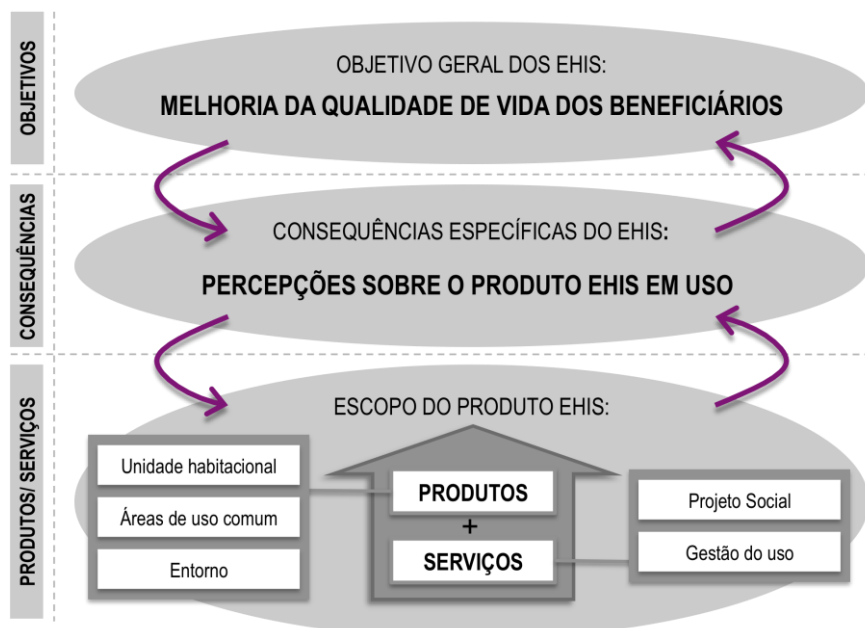 OBJETIVOS
OBJETIVO GERAL DOS EHIS:
MELHORIA DA QUALIDADE DE VIDA DOS BENEFICIÁRIOS
CONSEQUÊNCIAS
CONSEQUÊNCIAS ESPECÍFICAS DO EHIS:
PERCEPÇÕES SOBRE O PRODUTO EHIS EM USO
PRODUTOS/ SERVIÇOS
ESCOPO DO PRODUTO EHIS:
Unidade habitacional
Áreas de uso comum
Entorno
PRODUTOS
+
SERVIÇOS
Projeto Social
Gestão do uso